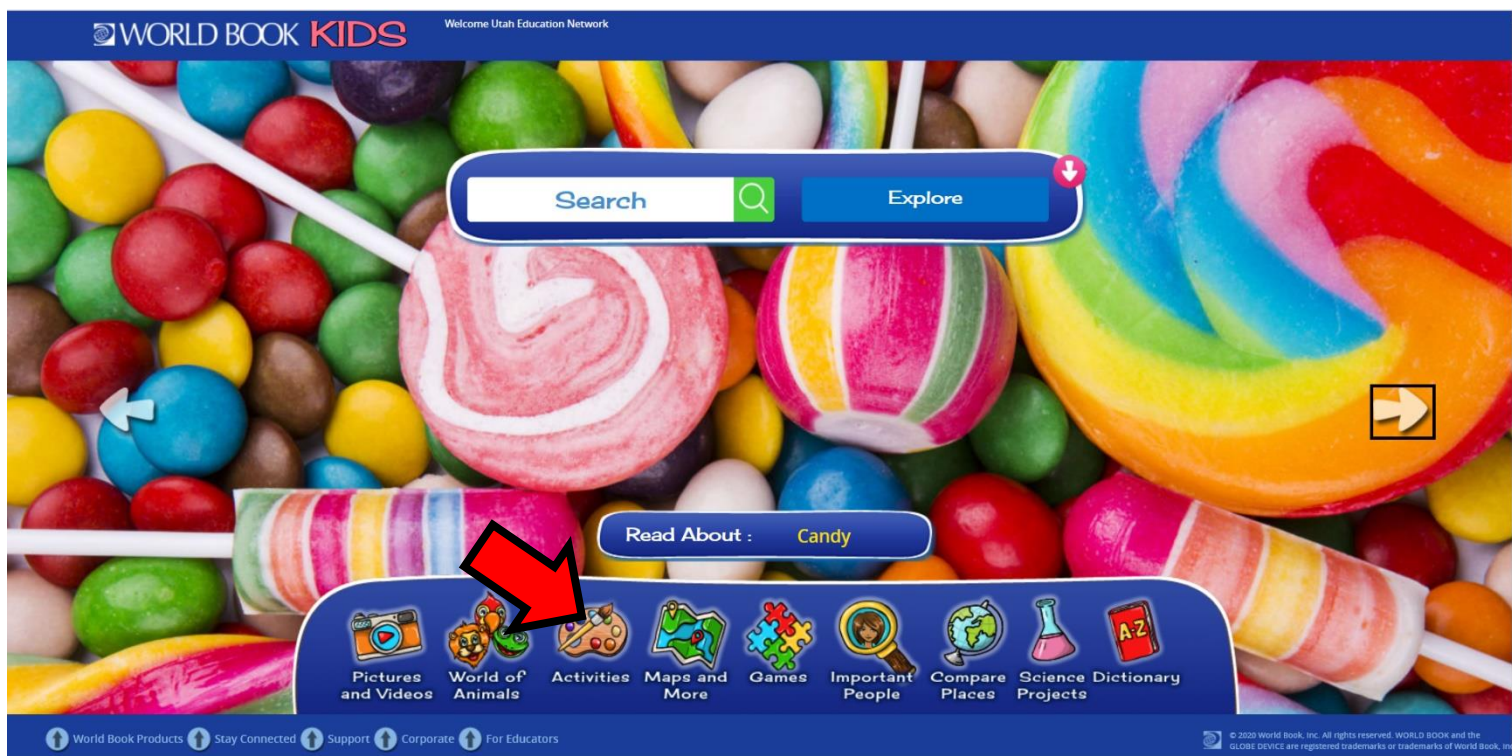 WORLD BOOK KIDS
Welcome Utah Education Network
Search
Explore
Read About : Candy
Pictures and Videos
World of Animals
Activities
Maps and More
Games
Important People
Compare Places
Science Projects
A-Z
Dictionary
World Book Products
Stay Connected
Support
Corporate
For Educators
© 2020 World Book, Inc. All rights reserved. WORLD BOOK and the
GLOBE DEVICE are registered trademarks or trademarks of World Book,